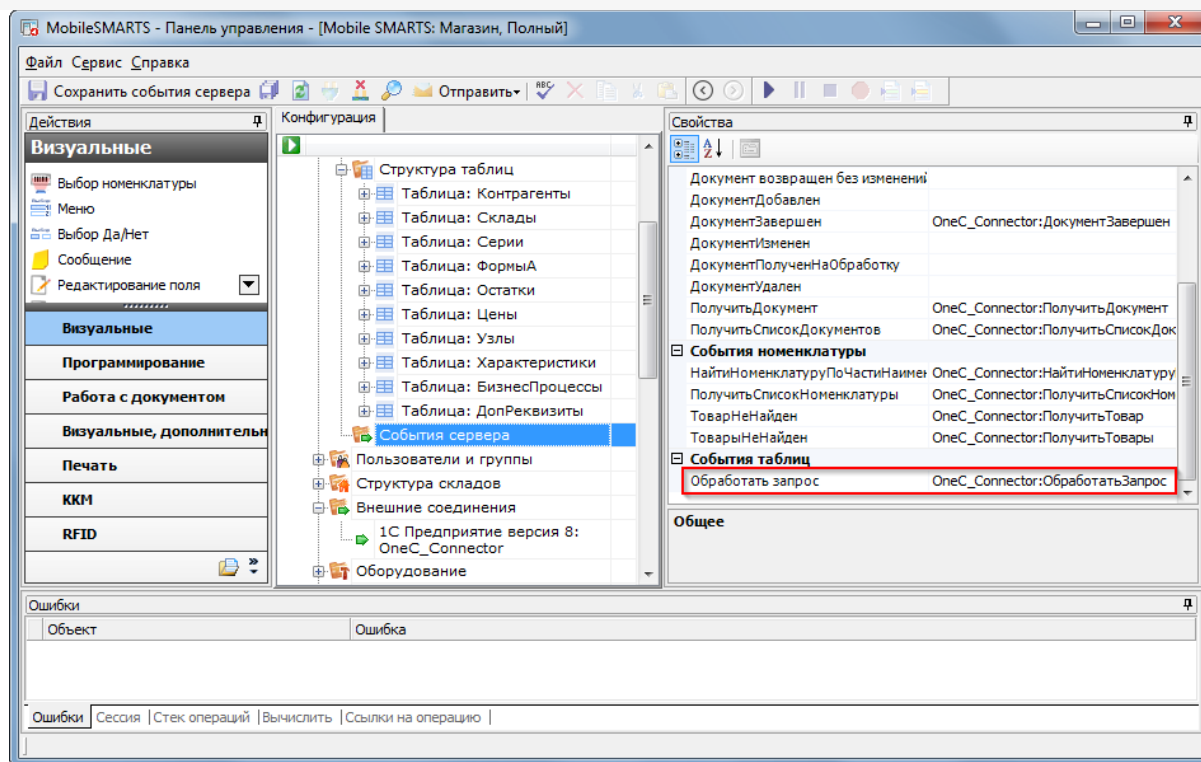 MobileSMARTS - Панель управления - [Mobile SMARTS: Магазин, Полный]
Файл Сервис Справка
Сохранить события сервера Отправить ABC
Действия
Визуальные
Выбор номенклатуры
Меню
Выбор Да/Нет
Сообщение
Редактирование поля
Визуальные
Программирование
Работа с документом
Визуальные, дополнительн
Печать
ККМ
RFID
Конфигурация
Структура таблиц
Таблица: Контрагенты
Таблица: Склады
Таблица: Серии
Таблица: ФормыА
Таблица: Остатки
Таблица: Цены
Таблица: Узлы
Таблица: Характеристики
Таблица: БизнесПроцессы
Таблица: ДопРеквизиты
События сервера
Пользователи и группы
Структура складов
Внешние соединения
1С Предприятие версия 8:
OneC_Connector
Оборудование
Свойства
Документ возвращен без изменений
ДокументДобавлен
ДокументЗавершен OneC_Connector:ДокументЗавершен
ДокументИзменен
ДокументПолученНаОбработку
ДокументУдален
ПолучитьДокумент OneC_Connector:ПолучитьДокумент
ПолучитьСписокДокументов OneC_Connector:ПолучитьСписокДок
События номенклатуры
НайтиНоменклатуруПоЧастиНаимен OneC_Connector:НайтиНоменклатуру
ПолучитьСписокНоменклатуры OneC_Connector:ПолучитьСписокНом
ТоварНеНайден OneC_Connector:ПолучитьТовар
ТоварыНеНайден OneC_Connector:ПолучитьТовары
События таблиц
Обработать запрос OneC_Connector:ОбработатьЗапрос
Общее
Ошибки
Объект Ошибка
Ошибки Сессия Стек операций Вычислить Ссылки на операцию